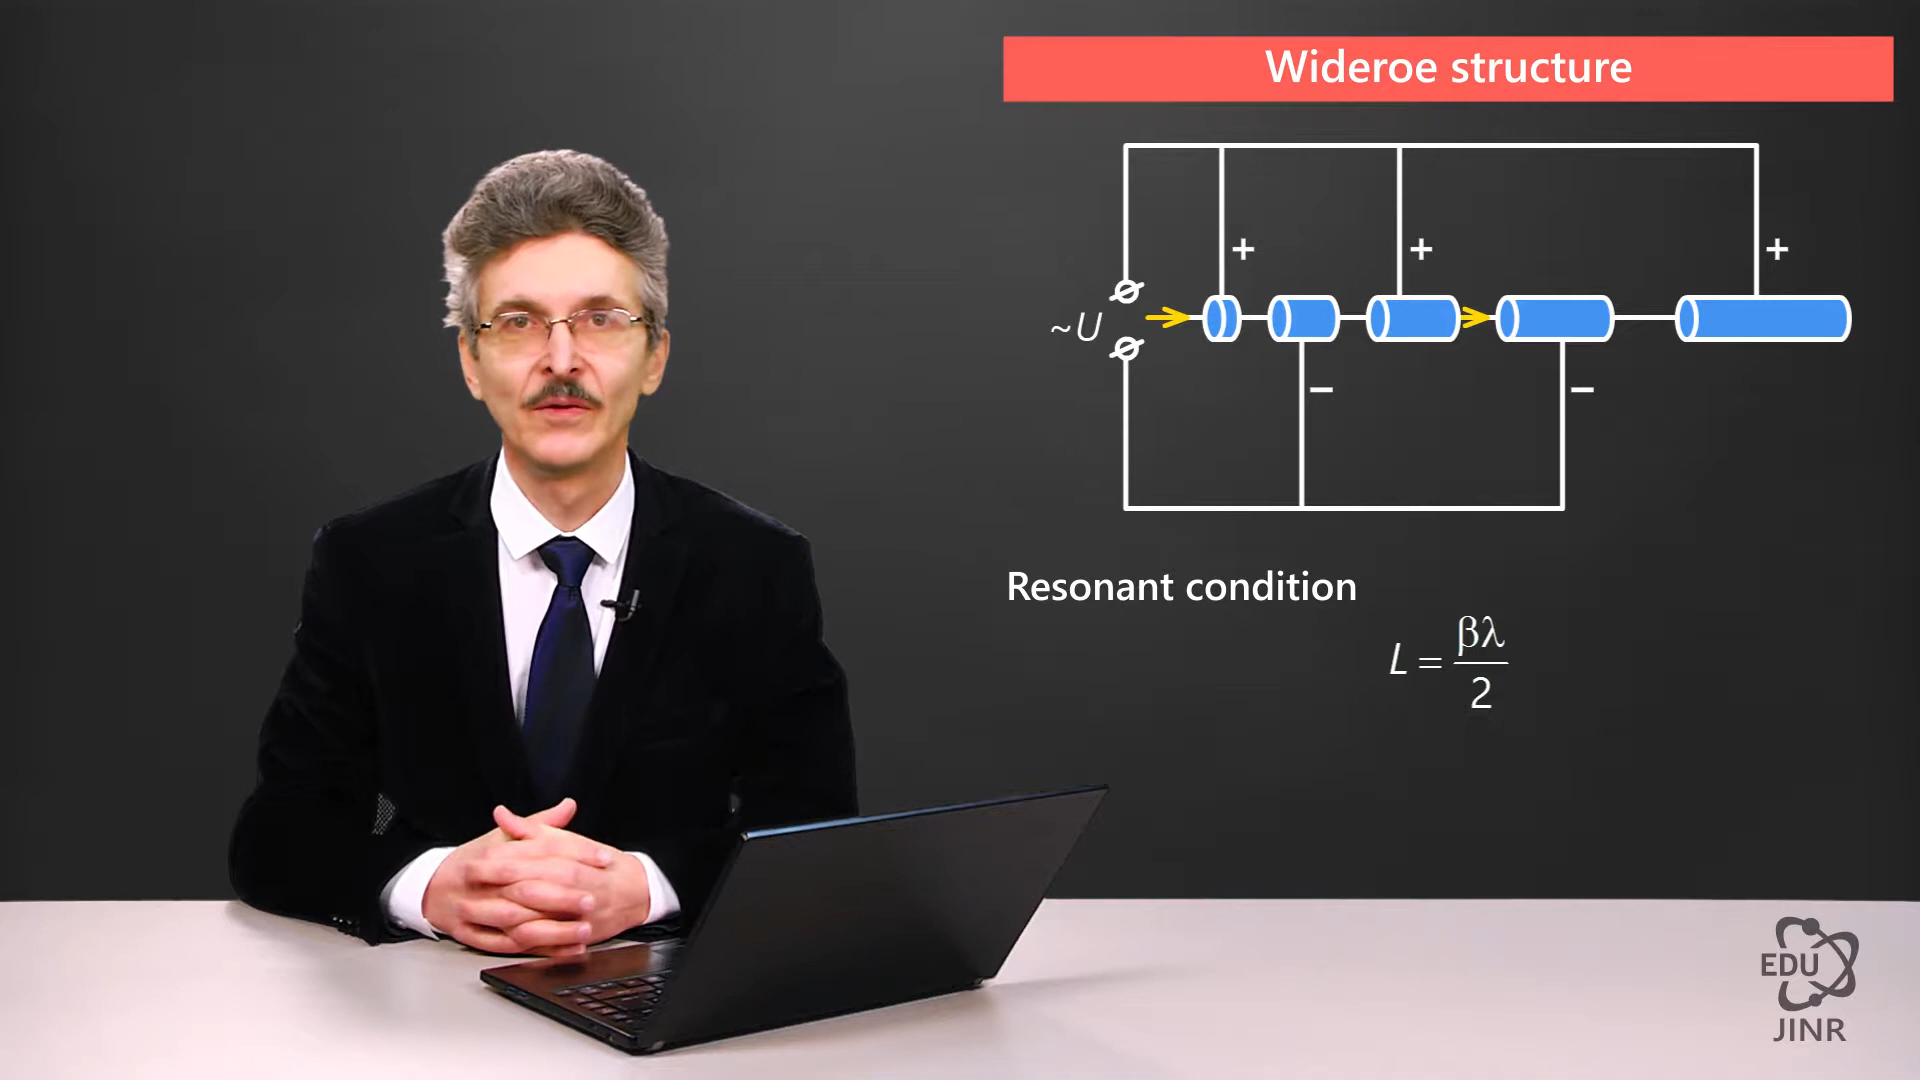 Wideroe structure
+ + +
~U
− −
Resonant condition
L = βλ/2
EDU
JINR